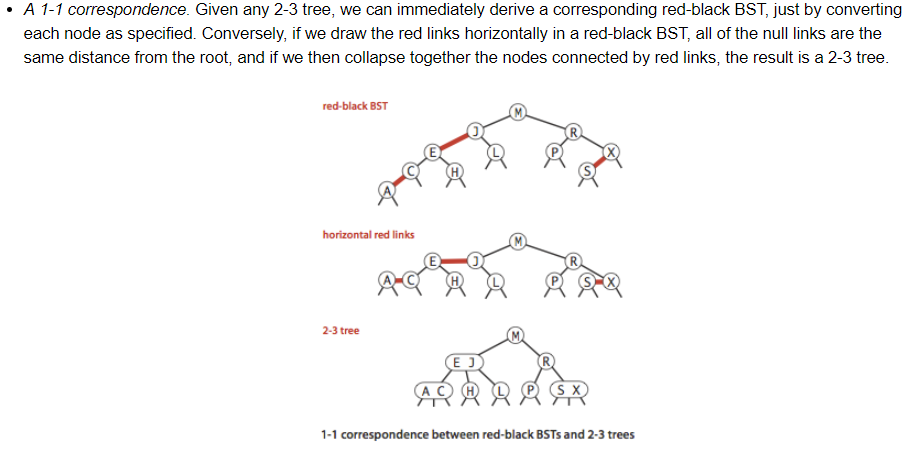 • A 1-1 correspondence. Given any 2-3 tree, we can immediately derive a corresponding red-black BST, just by converting
each node as specified. Conversely, if we draw the red links horizontally in a red-black BST, all of the null links are the
same distance from the root, and if we then collapse together the nodes connected by red links, the result is a 2-3 tree.
red-black BST
M
J R
E L P X
C H S
A
horizontal red links
M
E J R
A C H L P S X
2-3 tree
M
E J R
A C H L P S X
1-1 correspondence between red-black BSTs and 2-3 trees